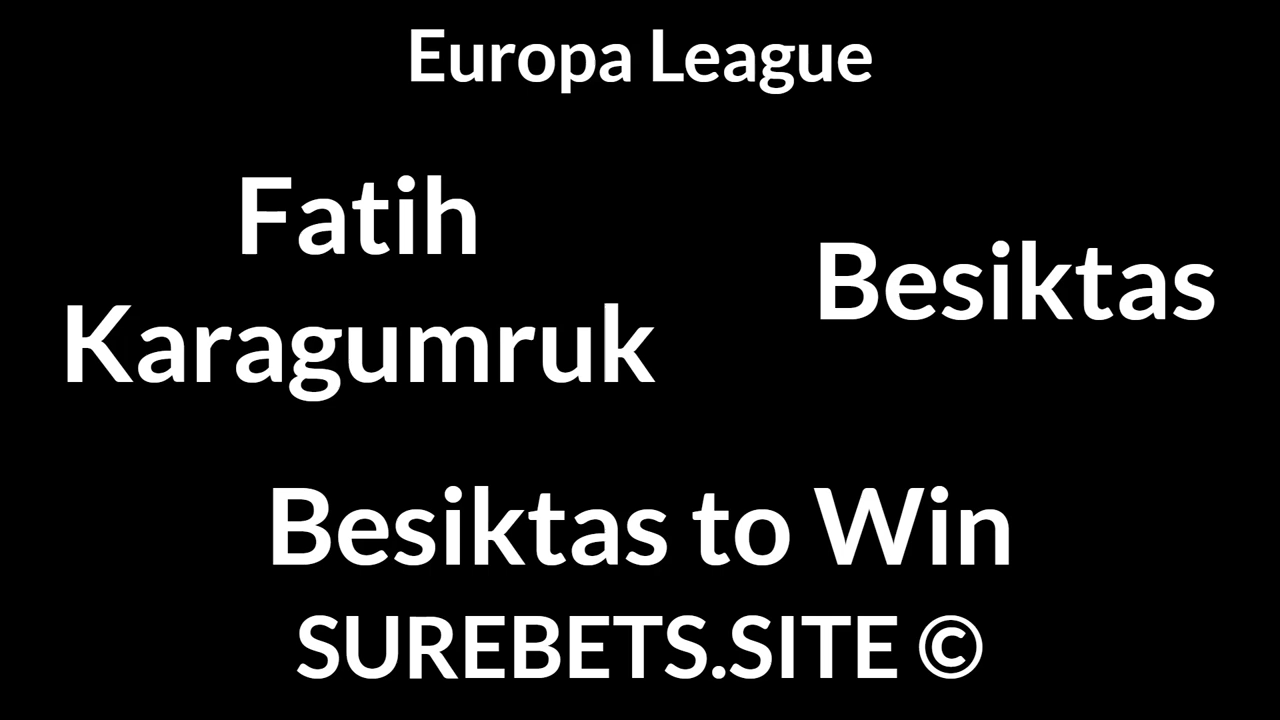 Europa League
Fatih
Karagumruk
Besiktas
Besiktas to Win
SUREBETS.SITE ©